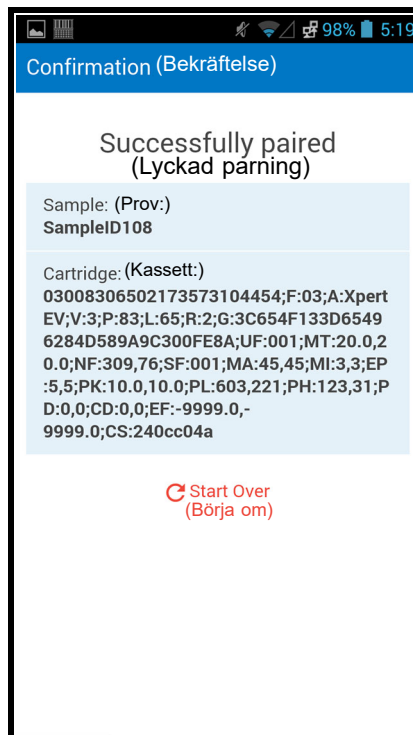 98% 5:19
Confirmation (Bekräftelse)
Successfully paired
(Lyckad parning)
Sample: (Prov:)
SampleID108
Cartridge: (Kassett:)
03008306502173573104454;F:03;A:Xpert
EV;V:3;P:83;L:65;R:2;G:3C654F133D6549
6284D589A9C300FE8A;UF:001;MT:20.0,2
0.0;NF:309,76;SF:001;MA:45,45;MI:3,3;EP
:5,5;PK:10.0,10.0;PL:603,221;PH:123,31;P
D:0,0;CD:0,0;EF:-9999.0,-
9999.0;CS:240cc04a
Start Over
(Börja om)